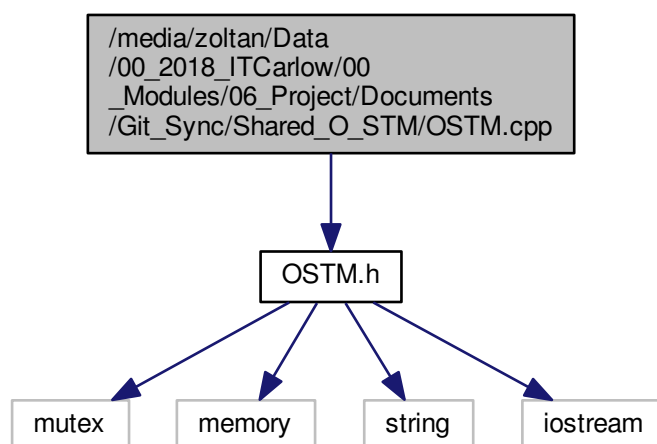 /media/zoltan/Data
/00_2018_ITCarlow/00
_Modules/06_Project/Documents
/Git_Sync/Shared_O_STM/OSTM.cpp
OSTM.h
mutex
memory
string
iostream